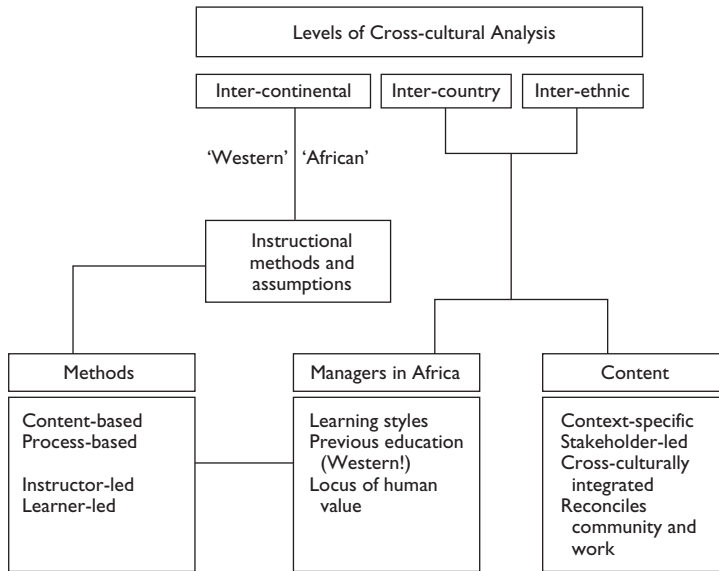 Levels of Cross-cultural Analysis
Inter-continental
Inter-country
Inter-ethnic
‘Western’ ‘African’
Instructional
methods and
assumptions
Methods
Managers in Africa
Content
Content-based
Process-based
Instructor-led
Learner-led
Learning styles
Previous education
(Western!)
Locus of human
value
Context-specific
Stakeholder-led
Cross-culturally
integrated
Reconciles
community and
work